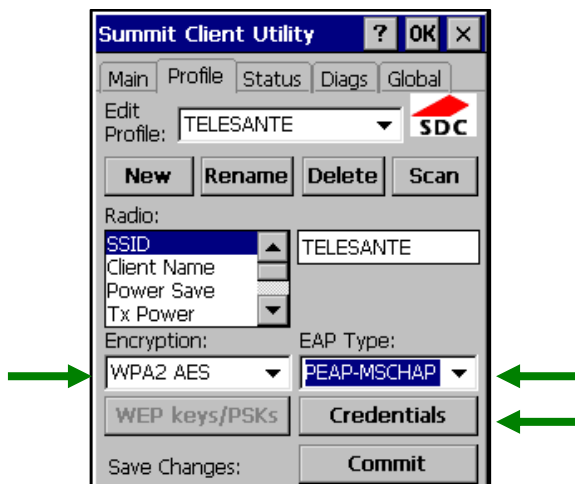 Summit Client Utility ? OK ×
Main Profile Status Diags Global
Edit
Profile: TELESANTE
SDC
New Rename Delete Scan
Radio:
SSID TELESANTE
Client Name
Power Save
Tx Power
Encryption: EAP Type:
WPA2 AES PEAP-MSCHAP
WEP keys/PSKs Credentials
Save Changes: Commit